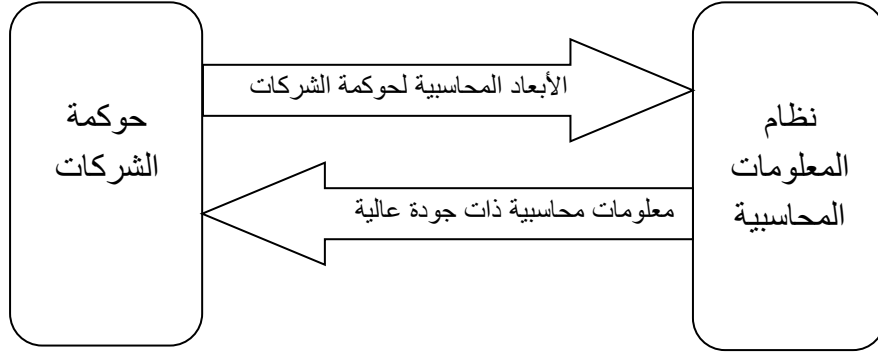 نظام
المعلومات
المحاسبية
الأبعاد المحاسبية لحوكمة الشركات
معلومات محاسبية ذات جودة عالية
حوكمة
الشركات